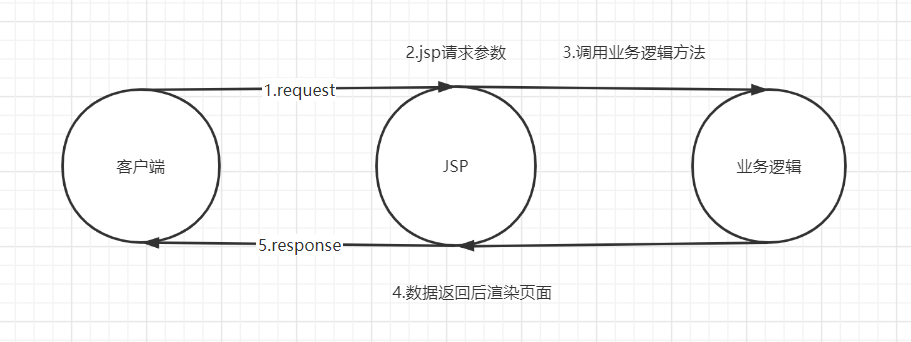 2.jsp请求参数
3.调用业务逻辑方法
1.request
客户端
JSP
业务逻辑
5.response
4.数据返回后渲染页面